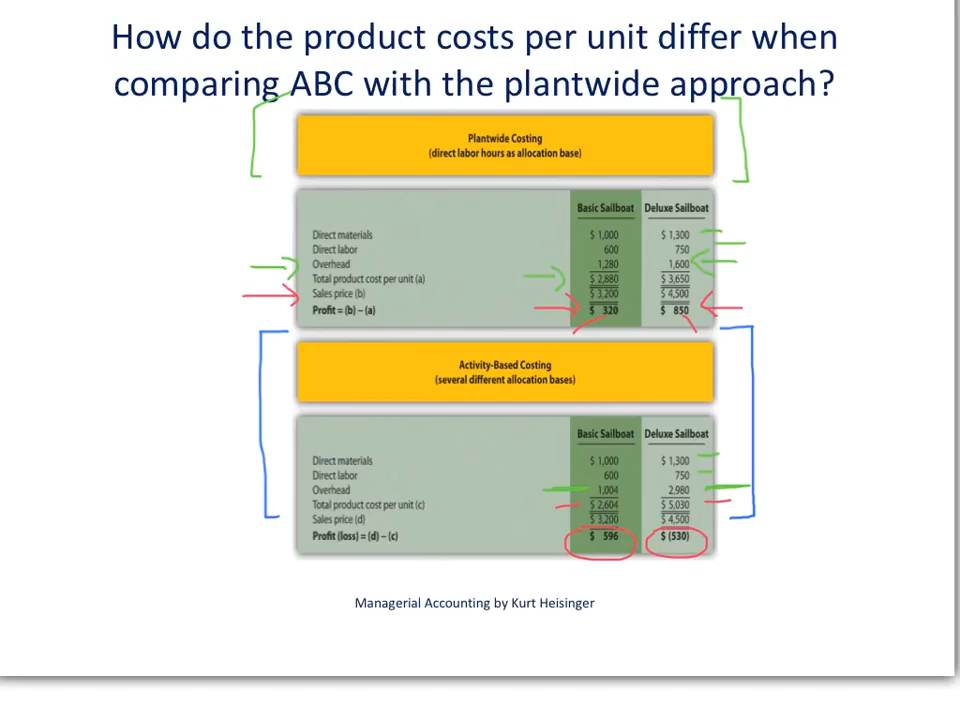 How do the product costs per unit differ when
comparing ABC with the plantwide approach?
Plantwide Costing
(direct labor hours as allocation base)
Basic Sailboat Deluxe Sailboat
Direct materials $ 1,000 $ 1,300
Direct labor 600 750
Overhead 1,280 1,600
Total product cost per unit (a) $ 2,880 $ 3,650
Sales price (b) $ 3,200 $ 4,500
Profit = (b) – (a) $ 320 $ 850
Activity-Based Costing
(several different allocation bases)
Basic Sailboat Deluxe Sailboat
Direct materials $ 1,000 $ 1,300
Direct labor 600 750
Overhead 1,004 2,980
Total product cost per unit (c) $ 2,604 $ 5,030
Sales price (d) $ 3,200 $ 4,500
Profit (loss) = (d) – (c) $ 596 $ (530)
Managerial Accounting by Kurt Heisinger